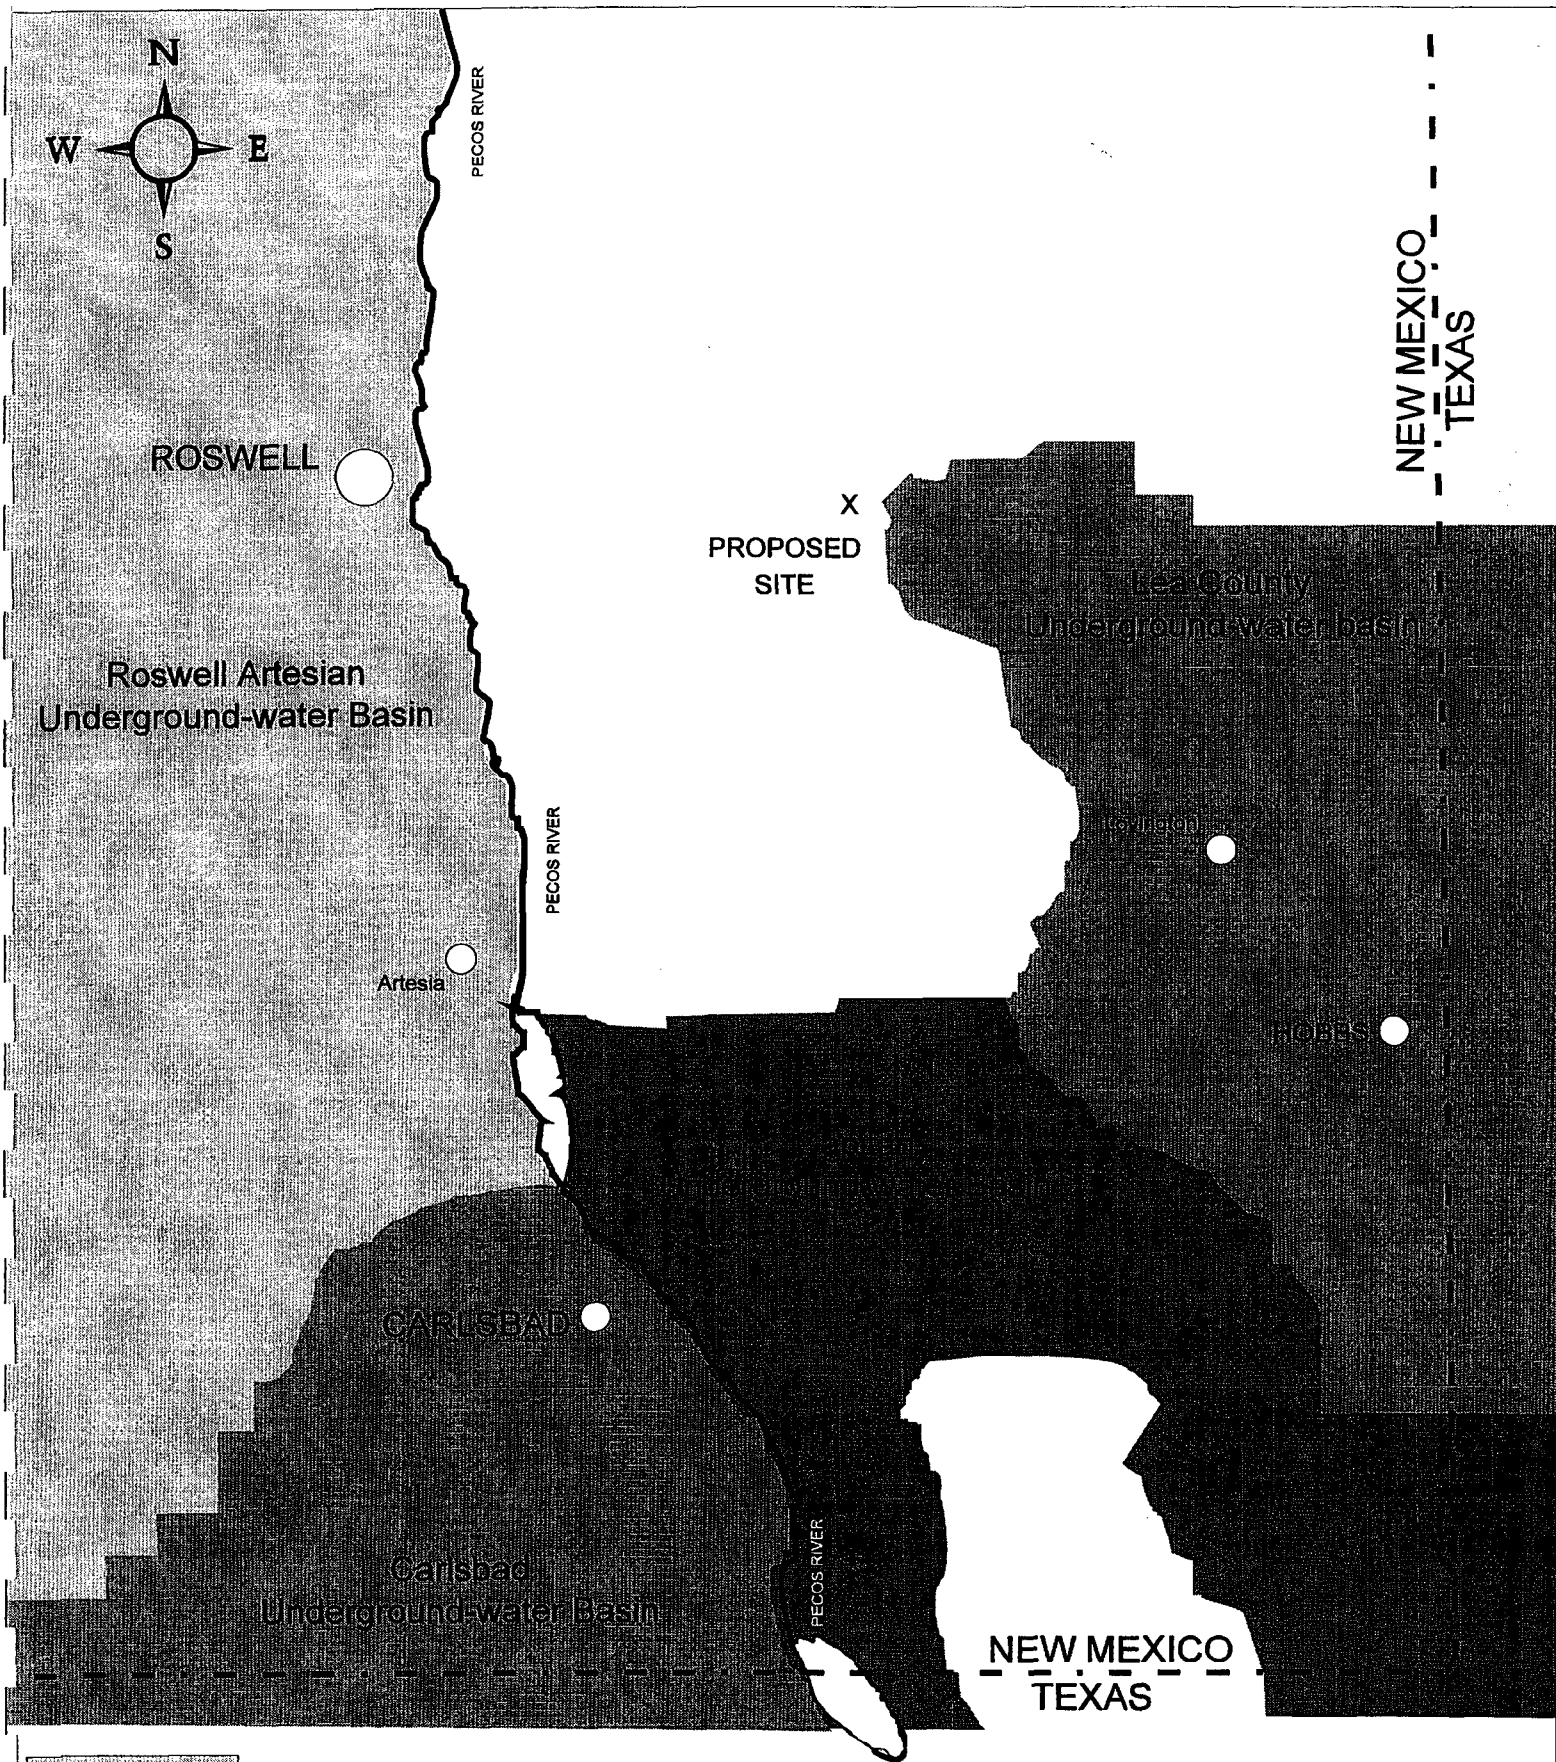 N
W E
S
PECOS RIVER
NEW MEXICO
TEXAS
ROSWELL
X
PROPOSED
SITE
Lea County
Underground-water basin
Roswell Artesian
Underground-water Basin
PECOS RIVER
Lovington
Artesia
HOBBS
CARLSBAD
PECOS RIVER
Carlsbad
Underground-water Basin
NEW MEXICO
TEXAS